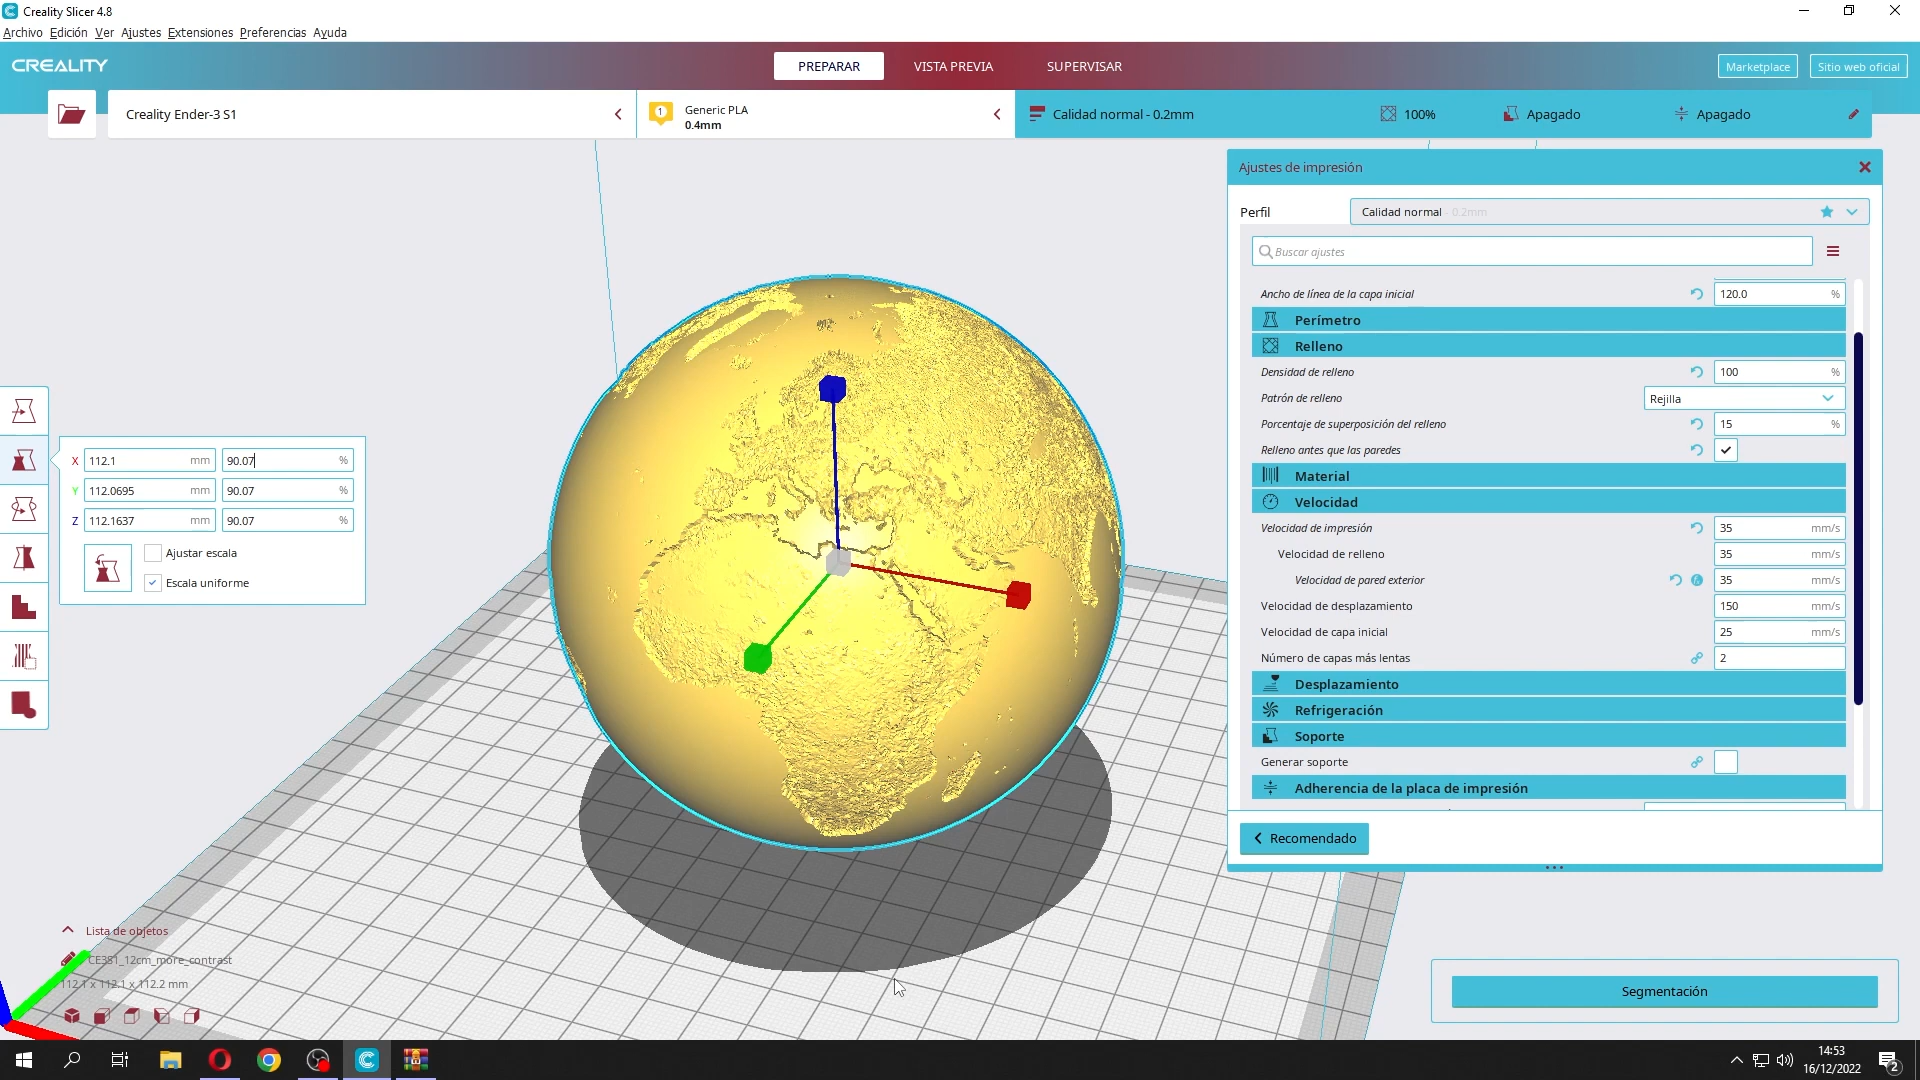 Creality Slicer 4.8
Archivo Edición Ver Ajustes Extensiones Preferencias Ayuda
CREALITY
PREPARAR
VISTA PREVIA
SUPERVISAR
Marketplace
Sitio web oficial
Creality Ender-3 S1
1
Generic PLA
0.4mm
Calidad normal - 0.2mm
100%
Apagado
Apagado
Ajustes de impresión
Perfil
Calidad normal - 0.2mm
Buscar ajustes
Ancho de línea de la capa inicial 120.0 %
Perímetro
Relleno
Densidad de relleno 100 %
Patrón de relleno Rejilla
Porcentaje de superposición del relleno 15 %
Relleno antes que las paredes
Material
Velocidad
Velocidad de impresión 35 mm/s
Velocidad de relleno 35 mm/s
Velocidad de pared exterior 35 mm/s
Velocidad de desplazamiento 150 mm/s
Velocidad de capa inicial 25 mm/s
Número de capas más lentas 2
Desplazamiento
Refrigeración
Soporte
Generar soporte
Adherencia de la placa de impresión
Recomendado
X 112.1 mm 90.07 %
Y 112.0695 mm 90.07 %
Z 112.1637 mm 90.07 %
Ajustar escala
Escala uniforme
Lista de objetos
CE3S1_12cm_more_contrast
112.1 x 112.1 x 112.2 mm
Segmentación
14:53
16/12/2022
2